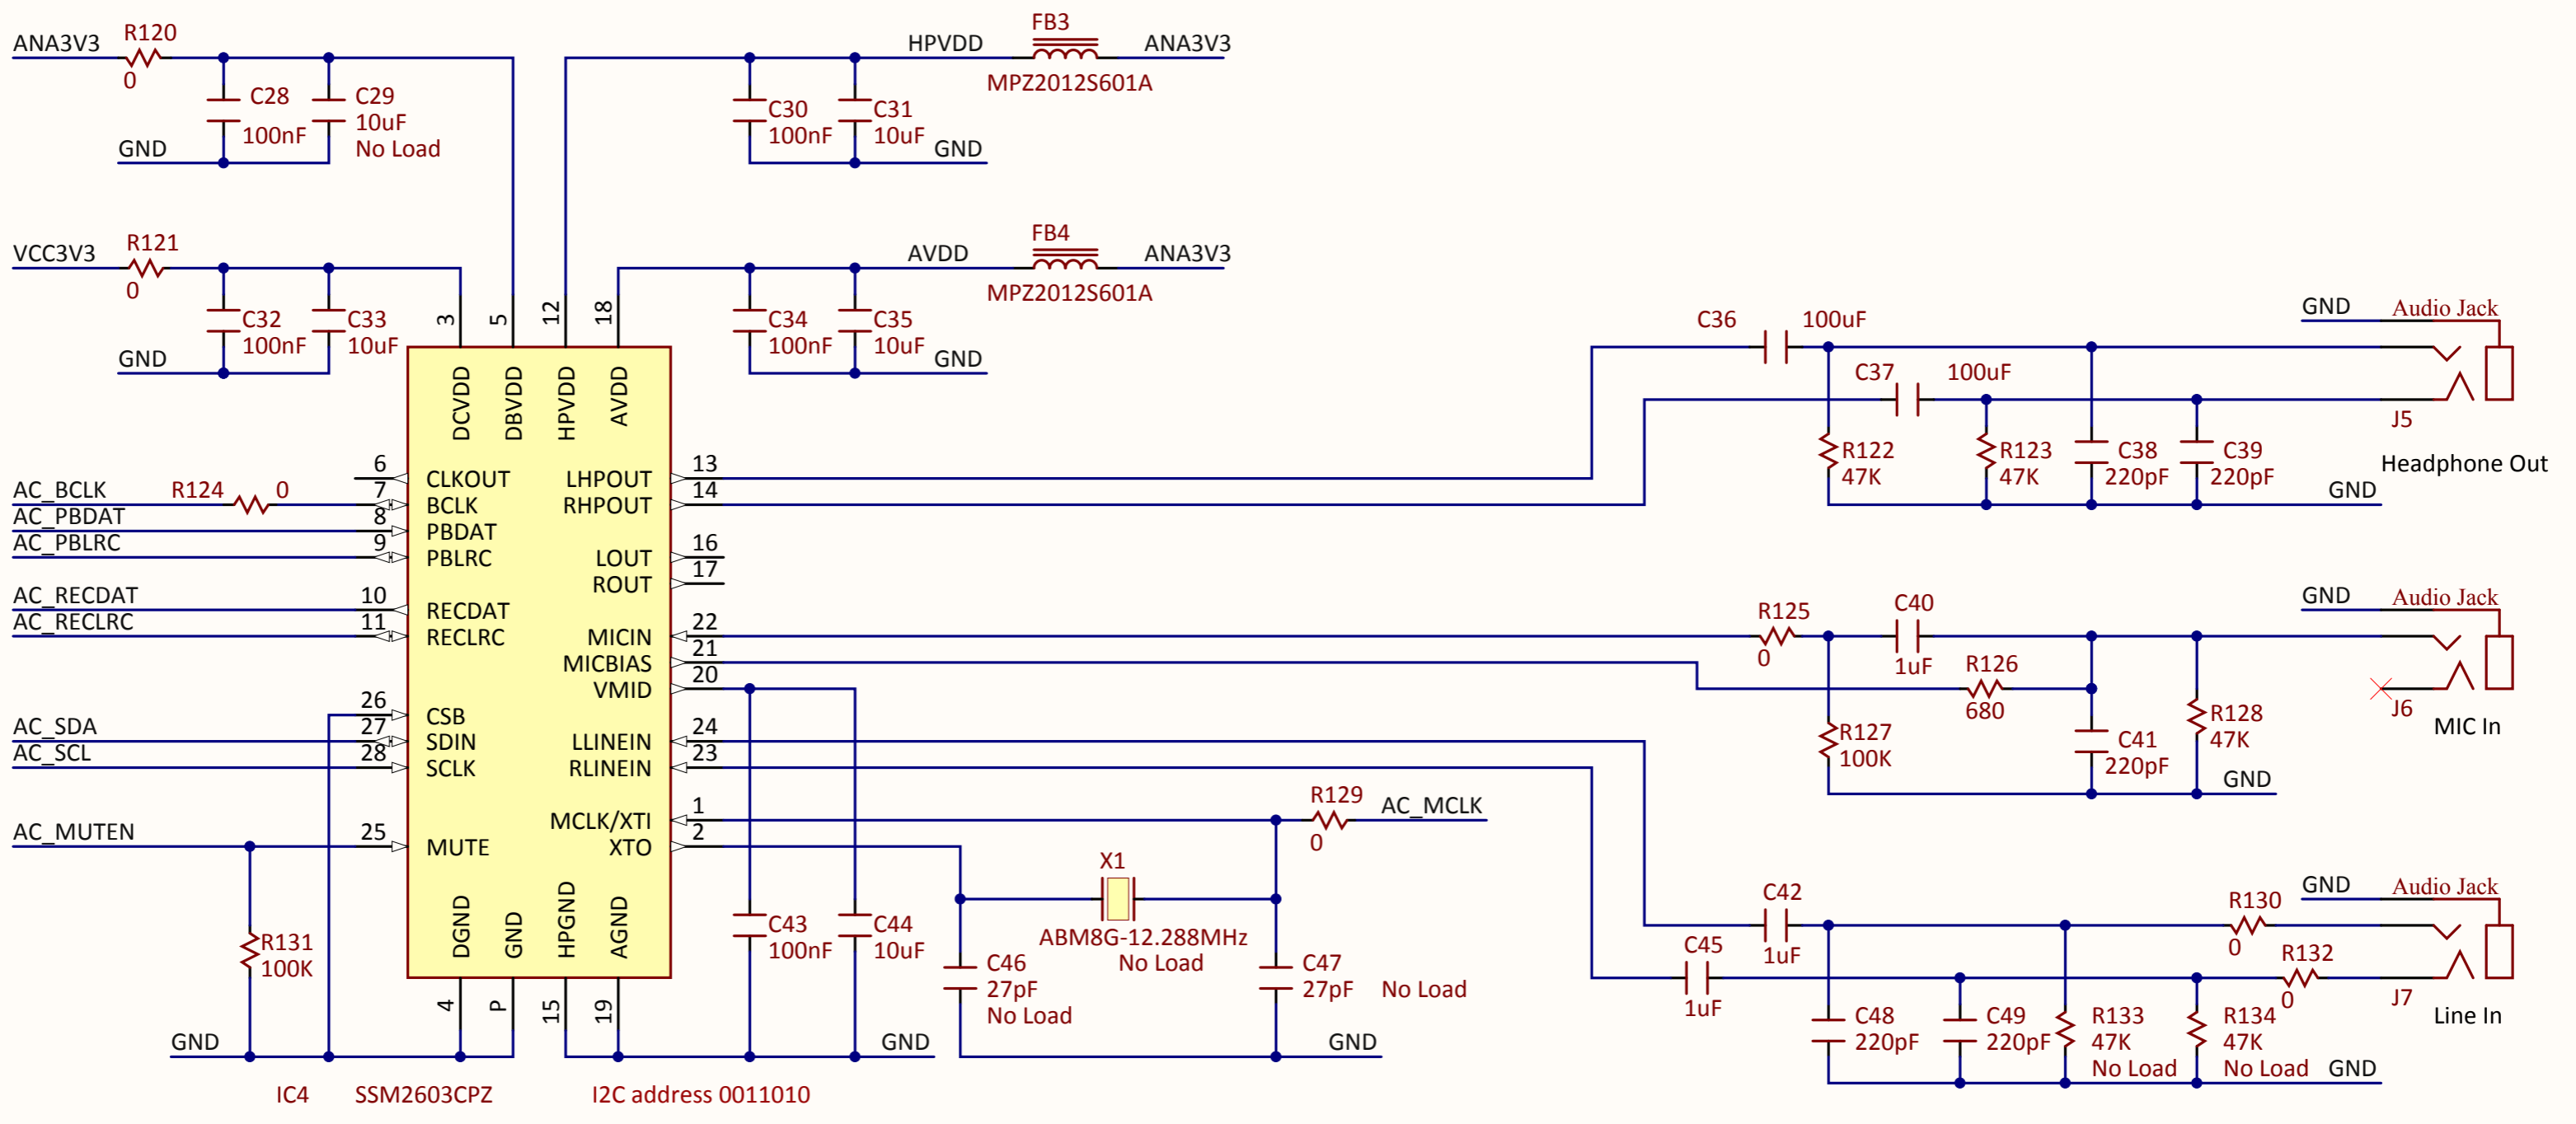 ANA3V3
R120
0
C28
100nF
C29
10uF
No Load
GND
HPVDD
FB3
MPZ2012S601A
ANA3V3
C30
100nF
C31
10uF
GND
VCC3V3
R121
0
C32
100nF
C33
10uF
GND
AVDD
FB4
MPZ2012S601A
ANA3V3
C34
100nF
C35
10uF
GND
3
5
12
18
DCVDD
DBVDD
HPVDD
AVDD
AC_BCLK
R124
0
AC_PBDAT
AC_PBLRC
AC_RECDAT
AC_RECLRC
AC_SDA
AC_SCL
AC_MUTEN
6
CLKOUT
7
BCLK
8
PBDAT
9
PBLRC
10
RECDAT
11
RECLRC
26
CSB
27
SDIN
28
SCLK
25
MUTE
LHPOUT
13
RHPOUT
14
LOUT
16
ROUT
17
MICIN
22
MICBIAS
21
VMID
20
LLINEIN
24
RLINEIN
23
MCLK/XTI
1
XTO
2
DGND
GND
HPGND
AGND
4
P
15
19
R131
100K
GND
C43
100nF
C44
10uF
GND
IC4
SSM2603CPZ
I2C address 0011010
R129
0
AC_MCLK
X1
ABM8G-12.288MHz
No Load
C46
27pF
No Load
C47
27pF
No Load
GND
C36
100uF
C37
100uF
R122
47K
R123
47K
C38
220pF
C39
220pF
GND
GND
Audio Jack
J5
Headphone Out
R125
0
C40
1uF
R126
680
R127
100K
C41
220pF
R128
47K
GND
GND
Audio Jack
J6
MIC In
C42
1uF
C45
1uF
C48
220pF
C49
220pF
R133
47K
No Load
R134
47K
No Load
GND
R130
0
R132
0
GND
Audio Jack
J7
Line In